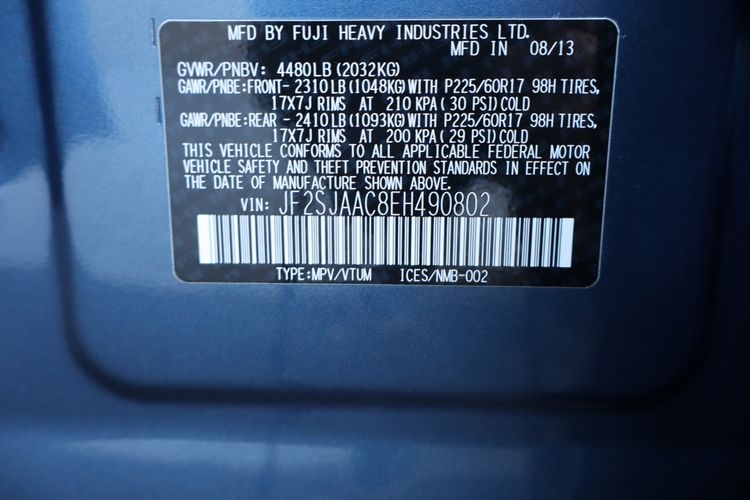 MFD BY FUJI HEAVY INDUSTRIES LTD.
MFD IN 08/13
GVWR/PNBV: 4480LB (2032KG)
GAWR/PNBE:FRONT- 2310LB (1048KG) WITH P225/60R17 98H TIRES,
17X7J RIMS AT 210 KPA ( 30 PSI) COLD
GAWR/PNBE:REAR - 2410LB (1093KG) WITH P225/60R17 98H TIRES,
17X7J RIMS AT 200 KPA ( 29 PSI) COLD
THIS VEHICLE CONFORMS TO ALL APPLICABLE FEDERAL MOTOR
VEHICLE SAFETY AND THEFT PREVENTION STANDARDS IN EFFECT ON
THE DATE OF MANUFACTURE SHOWN ABOVE.
VIN: JF2SJAAC8EH490802
TYPE:MPV/VTUM ICES/NMB-002